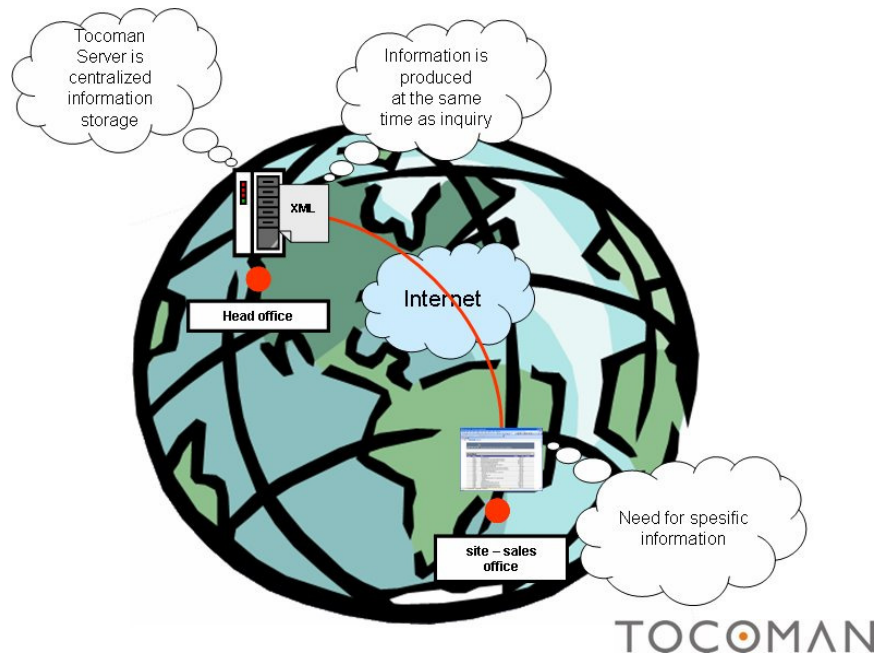 Tocoman
Server is
centralized
information
storage
Information is
produced
at the same
time as inquiry
XML
Internet
Head office
Need for spesific
information
site – sales
office
TOCOMAN